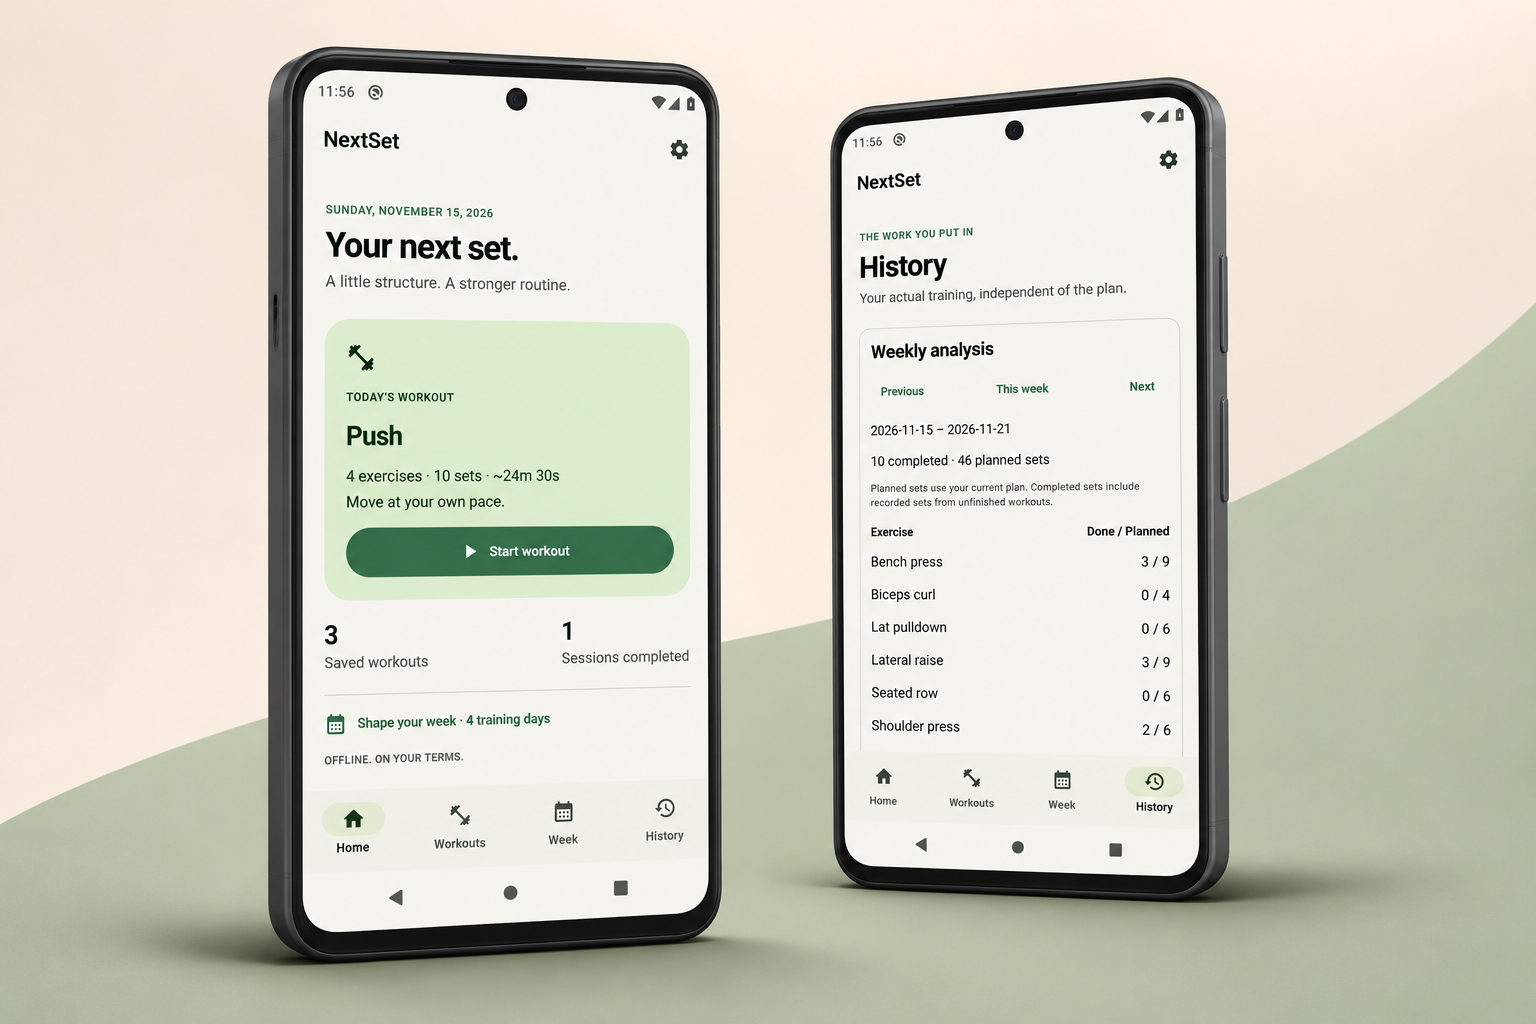 11:56
NextSet
SUNDAY, NOVEMBER 15, 2026
Your next set.
A little structure. A stronger routine.
TODAY'S WORKOUT
Push
4 exercises · 10 sets · ~24m 30s
Move at your own pace.
Start workout
3
Saved workouts
1
Sessions completed
Shape your week · 4 training days
OFFLINE. ON YOUR TERMS.
Home
Workouts
Week
History
11:56
NextSet
THE WORK YOU PUT IN
History
Your actual training, independent of the plan.
Weekly analysis
Previous This week Next
2026-11-15 – 2026-11-21
10 completed · 46 planned sets
Planned sets use your current plan. Completed sets include
recorded sets from unfinished workouts.
Exercise Done / Planned
Bench press 3 / 9
Biceps curl 0 / 4
Lat pulldown 0 / 6
Lateral raise 3 / 9
Seated row 0 / 6
Shoulder press 2 / 6
Home
Workouts
Week
History